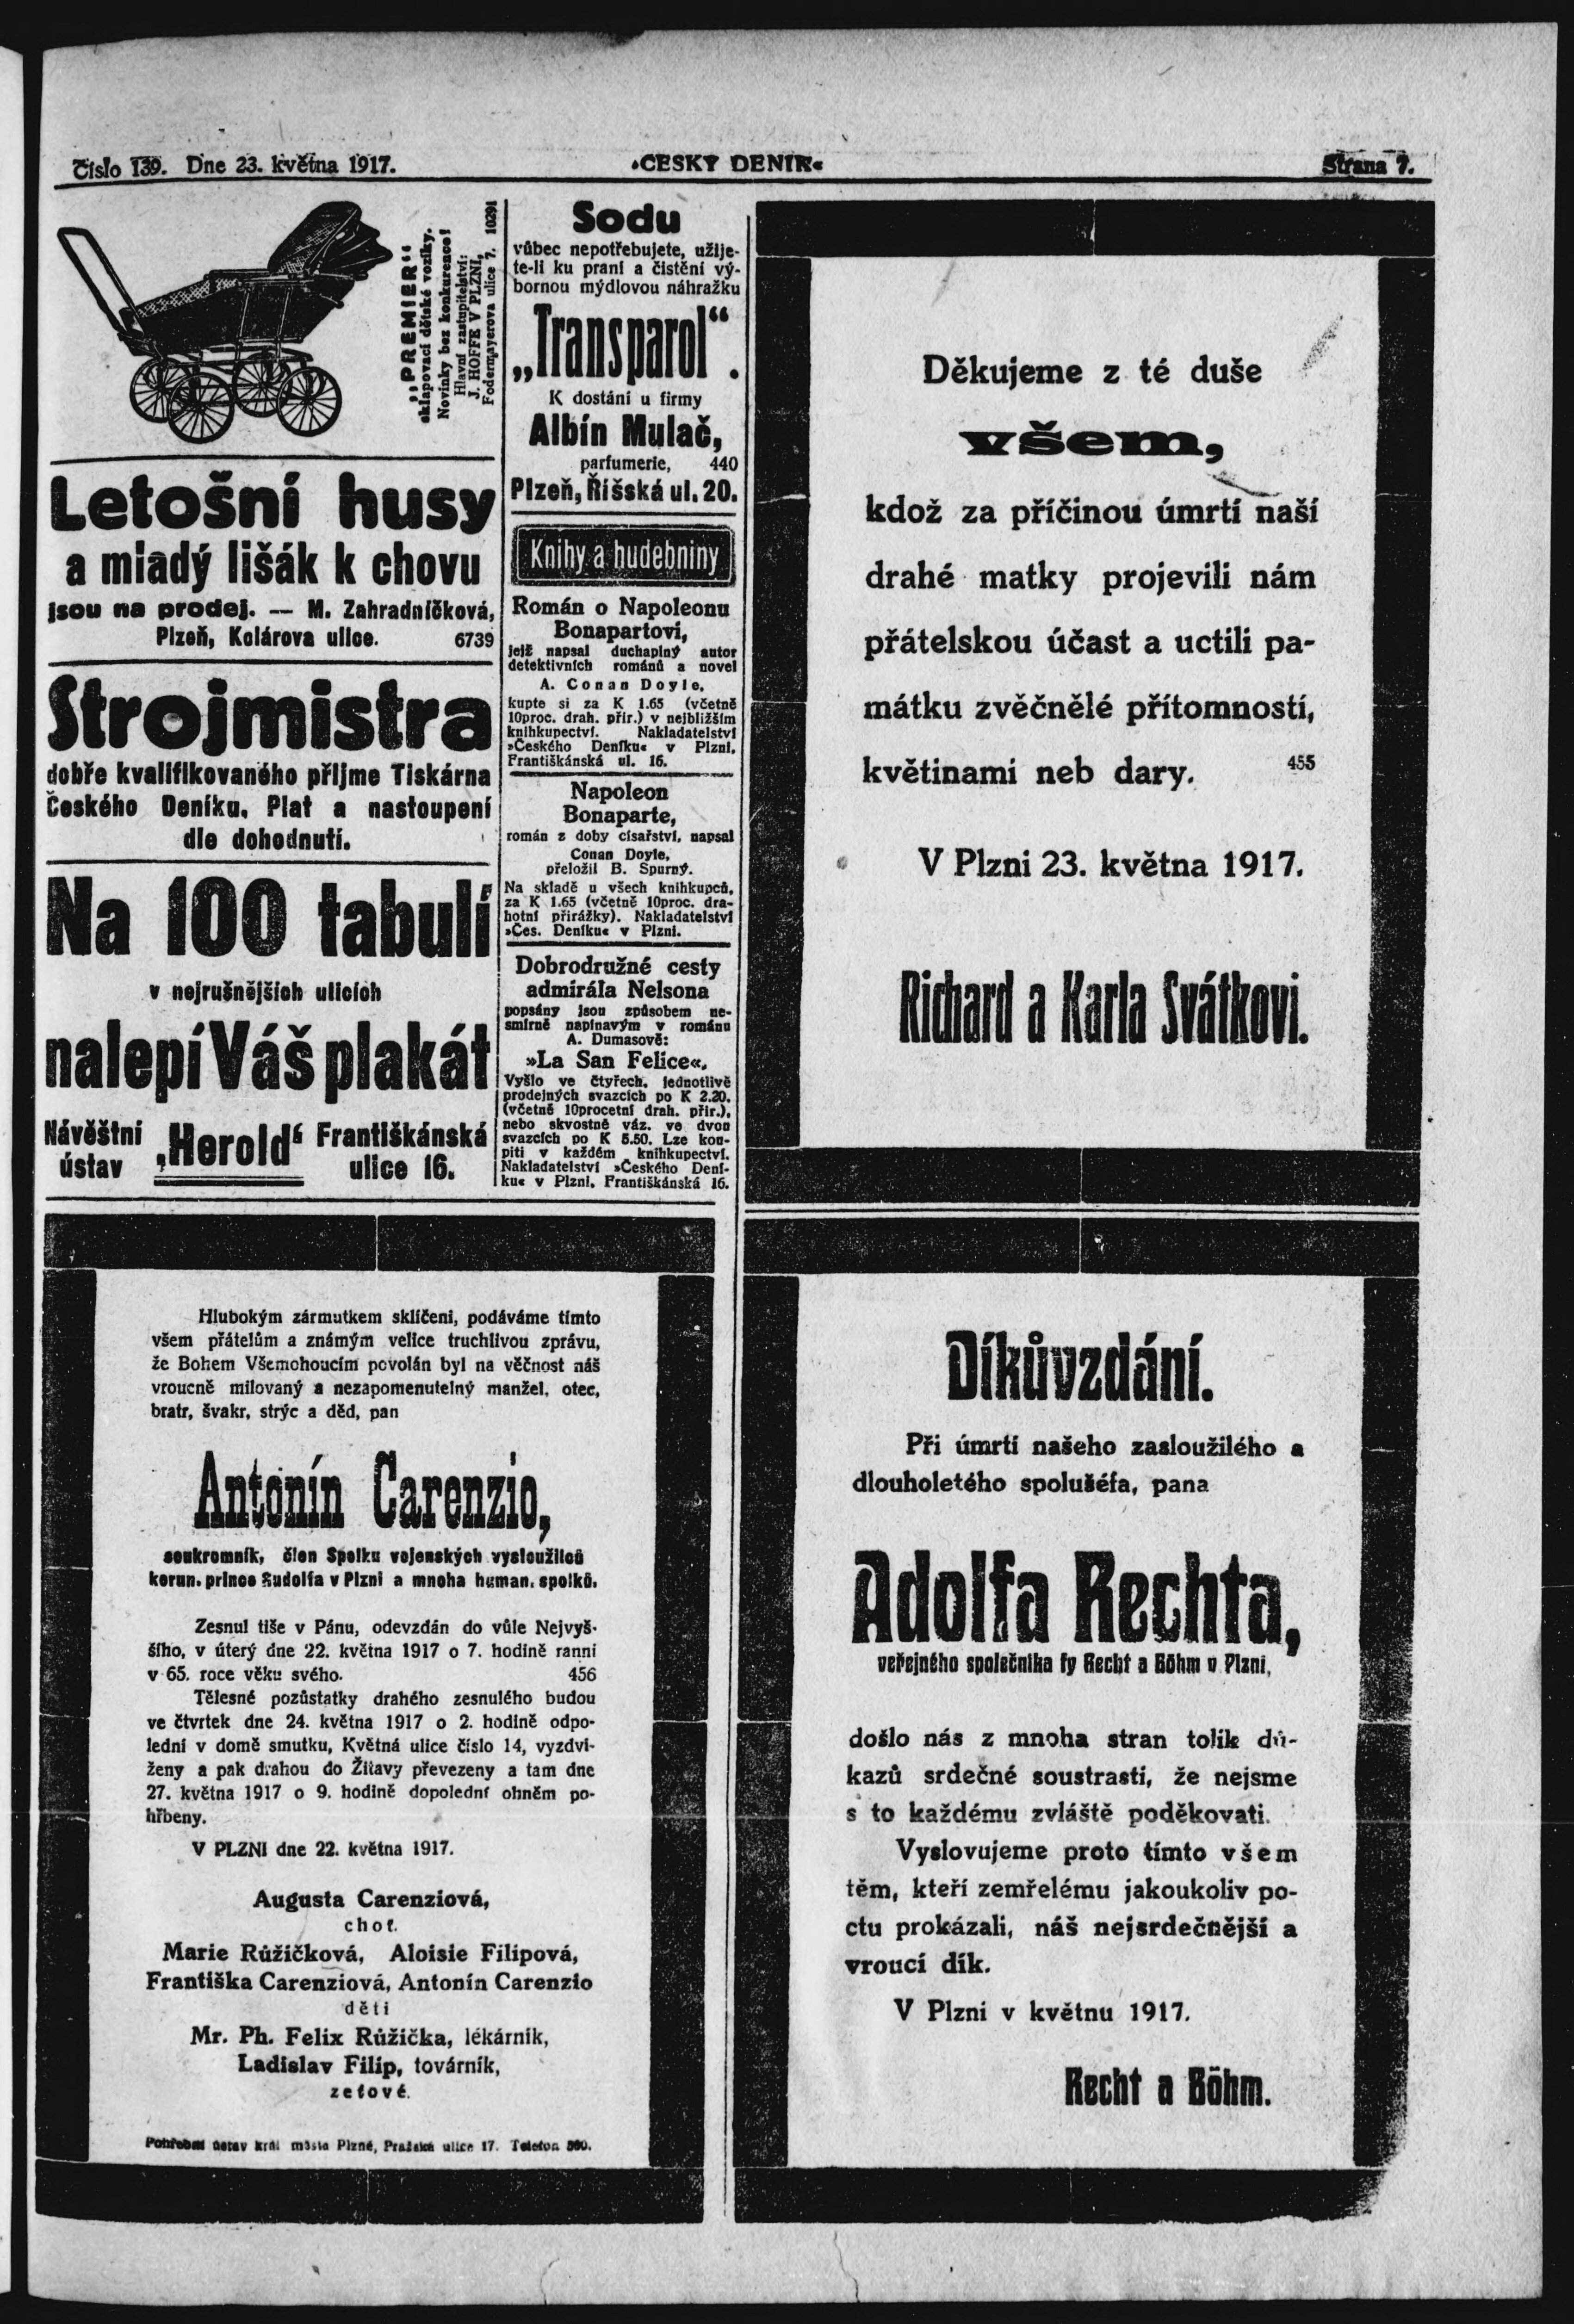 Číslo 139. Dne 23. května 1917.
»ČESKÝ DENÍK«
Strana 7.
„PREMIER“
sklapovací dětské vozíky.
Novinky bez konkurence!
Hlavní zastupitelství:
J. HOFFE V PLZNI,
Fodermayerova ulice 7. 10291
Letošní husy
a mladý lišák k chovu
jsou na prodej. — M. Zahradníčková,
Plzeň, Kolárova ulice. 6739
Strojmistra
dobře kvalifikovaného přijme Tiskárna
Českého Deníku. Plat a nastoupení
dle dohodnutí.
Na 100 tabulí
v nejrušnějších ulicích
nalepí Váš plakát
Návěštní
ústav
„Herold“
Františkánská
ulice 16.
Sodu
vůbec nepotřebujete, užije-
te-li ku praní a čistění vý-
bornou mýdlovou náhražku
„Transparol“.
K dostání u firmy
Albín Mulač,
parfumerie, 440
Plzeň, Říšská ul. 20.
Knihy a hudebniny
Román o Napoleonu
Bonapartovi,
jejž napsal duchaplný autor
detektivních románů a novel
A. Conan Doyle,
kupte si za K 1.65 (včetně
10proc. drah. přir.) v nejbližším
knihkupectví. Nakladatelství
»Českého Deníku« v Plzni,
Františkánská ul. 16.
Napoleon
Bonaparte,
román z doby císařství, napsal
Conan Doyle,
přeložil B. Spurný.
Na skladě u všech knihkupců,
za K 1.65 (včetně 10proc. dra-
hotní přirážky). Nakladatelství
»Čes. Deníku« v Plzni.
Dobrodružné cesty
admirála Nelsona
popsány jsou způsobem ne-
smírně napínavým v románu
A. Dumasově:
»La San Felice«.
Vyšlo ve čtyřech, jednotlivě
prodejných svazcích po K 2.20.
(včetně 10procetní drah. přir.),
nebo skvostně váz. ve dvou
svazcích po K 5.50. Lze kou-
piti v každém knihkupectví.
Nakladatelství »Českého Dení-
ku« v Plzni, Františkánská 16.
Děkujeme z té duše
všem,
kdož za příčinou úmrtí naší
drahé matky projevili nám
přátelskou účast a uctili pa-
mátku zvěčnělé přítomností,
květinami neb dary. 455
V Plzni 23. května 1917.
Richard a Karla Svátkovi.
Hlubokým zármutkem sklíčeni, podáváme tímto
všem přátelům a známým velice truchlivou zprávu,
že Bohem Všemohoucím povolán byl na věčnost náš
vroucně milovaný a nezapomenutelný manžel, otec,
bratr, švakr, strýc a děd, pan
Antonín Carenzio,
soukromník, člen Spolku vojenských vysloužilců
korun. prince Rudolfa v Plzni a mnoha human. spolků.
Zesnul tiše v Pánu, odevzdán do vůle Nejvyš-
šího, v úterý dne 22. května 1917 o 7. hodině ranní
v 65. roce věku svého. 456
Tělesné pozůstatky drahého zesnulého budou
ve čtvrtek dne 24. května 1917 o 2. hodině odpo-
lední v domě smutku, Květná ulice číslo 14, vyzdvi-
ženy a pak drahou do Žitavy převezeny a tam dne
27. května 1917 o 9. hodině dopolední ohněm po-
hřbeny.
V PLZNI dne 22. května 1917.
Augusta Carenziová,
choť.
Marie Růžičková, Aloisie Filipová,
Františka Carenziová, Antonín Carenzio
děti
Mr. Ph. Felix Růžička, lékárník,
Ladislav Filip, továrník,
zeťové.
Pohřební ústav král města Plzně, Pražská ulice 17. Telefon 360.
Díkůvzdání.
Při úmrtí našeho zasloužilého a
dlouholetého spolušéfa, pana
Adolfa Rechta,
veřejného společníka fy Recht a Böhm v Plzni,
došlo nás z mnoha stran tolik dů-
kazů srdečné soustrasti, že nejsme
s to každému zvláště poděkovati.
Vyslovujeme proto tímto všem
těm, kteří zemřelému jakoukoliv po-
ctu prokázali, náš nejsrdečnější a
vroucí dík.
V Plzni v květnu 1917.
Recht a Böhm.